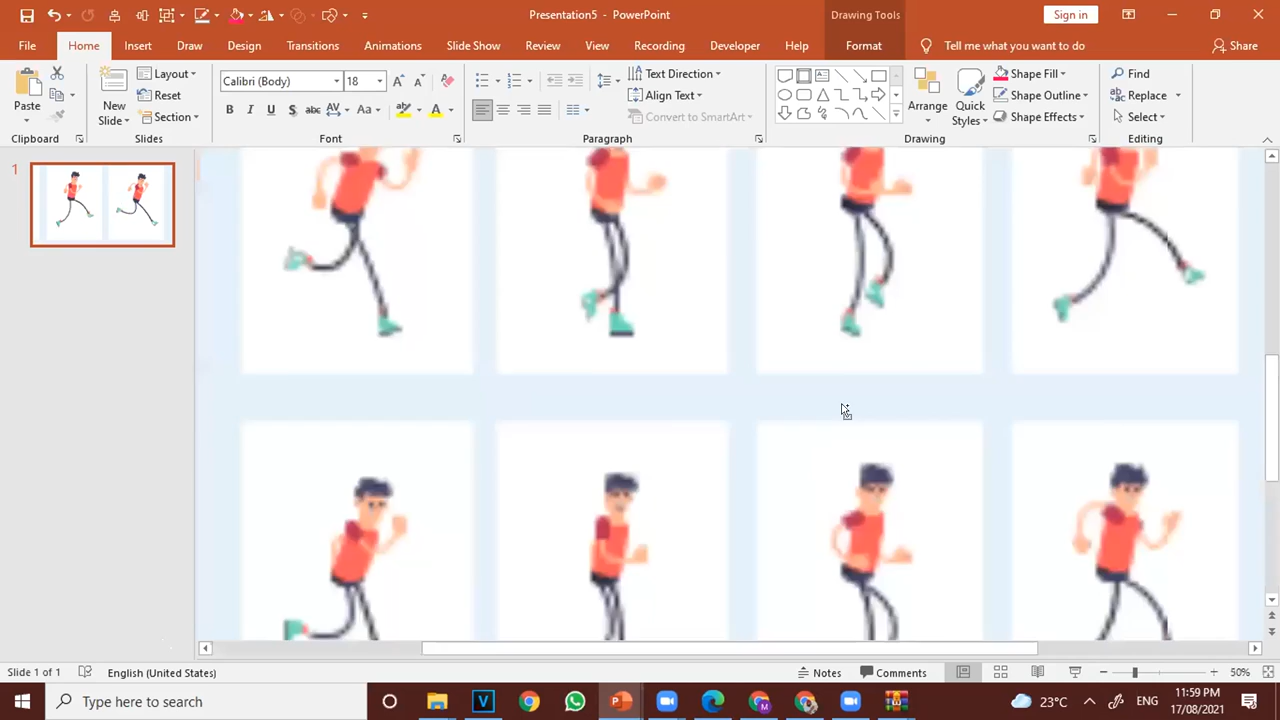 Presentation5 - PowerPoint
Drawing Tools
Sign in
File Home Insert Draw Design Transitions Animations Slide Show Review View Recording Developer Help Format Tell me what you want to do Share
Paste
Clipboard
New Slide
Layout
Reset
Section
Slides
Calibri (Body) 18
B I U S abc AV Aa A
Font
Text Direction
Align Text
Convert to SmartArt
Paragraph
Arrange
Quick Styles
Shape Fill
Shape Outline
Shape Effects
Drawing
Find
Replace
Select
Editing
1
Slide 1 of 1 English (United States) Notes Comments 50%
Type here to search
23°C ENG 11:59 PM
17/08/2021